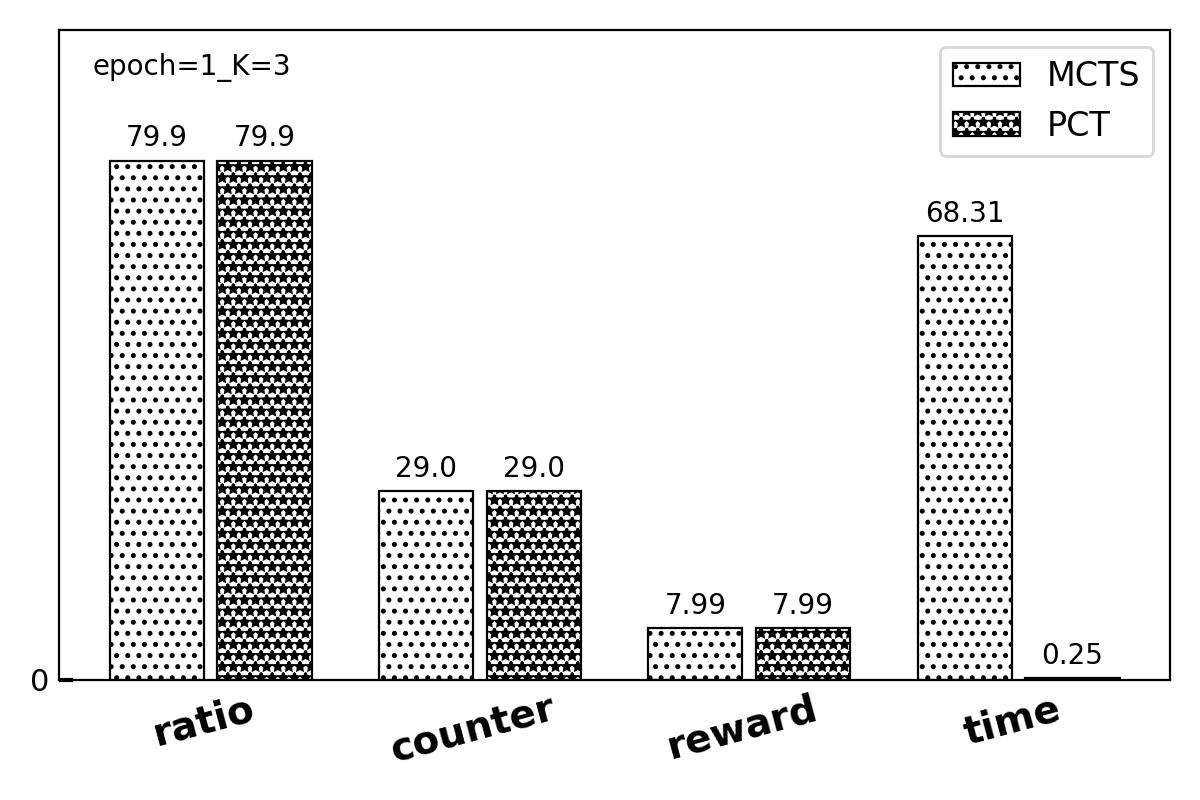 epoch=1_K=3
MCTS
PCT
79.9 79.9
68.31
29.0 29.0
7.99 7.99
0.25
0
ratio counter reward time